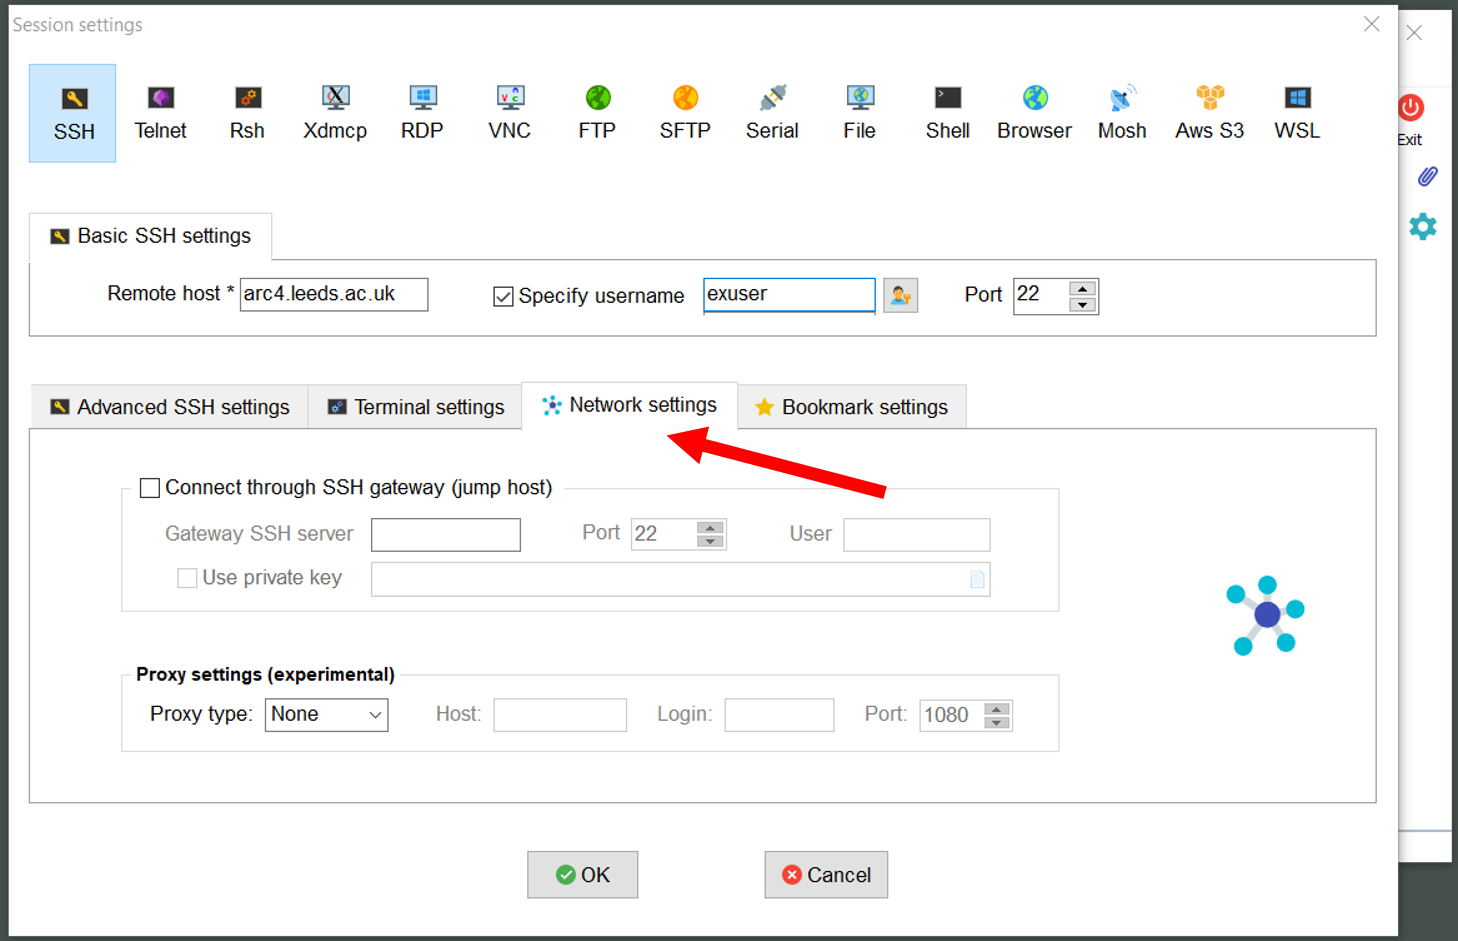 Session settings
SSH Telnet Rsh Xdmcp RDP VNC FTP SFTP Serial File Shell Browser Mosh Aws S3 WSL
Exit
Basic SSH settings
Remote host * arc4.leeds.ac.uk Specify username exuser Port 22
Advanced SSH settings Terminal settings Network settings Bookmark settings
Connect through SSH gateway (jump host)
Gateway SSH server Port 22 User
Use private key
Proxy settings (experimental)
Proxy type: None Host: Login: Port: 1080
OK Cancel